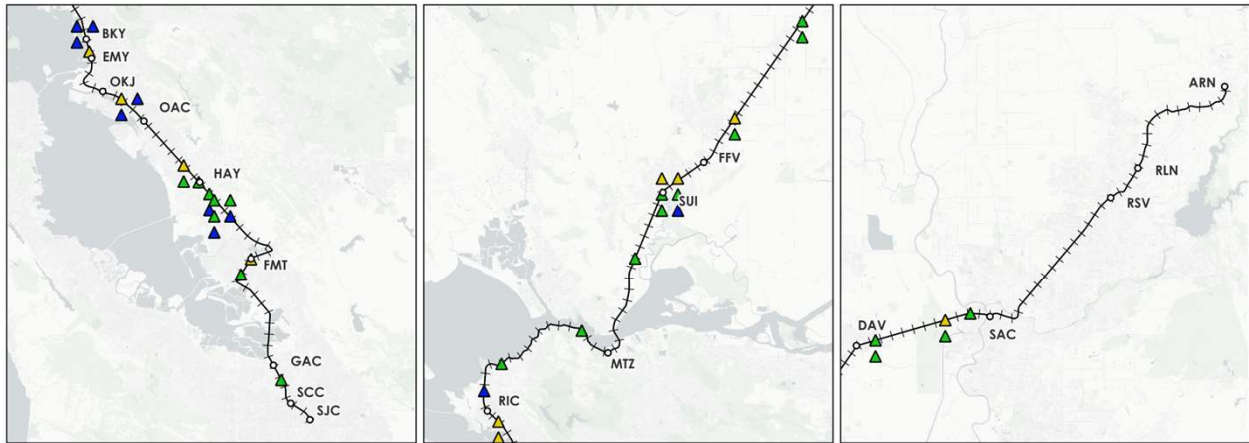 BKY
EMY
OKJ
OAC
HAY
FMT
GAC
SCC
SJC
FFV
SUI
MTZ
RIC
ARN
RLN
RSV
SAC
DAV